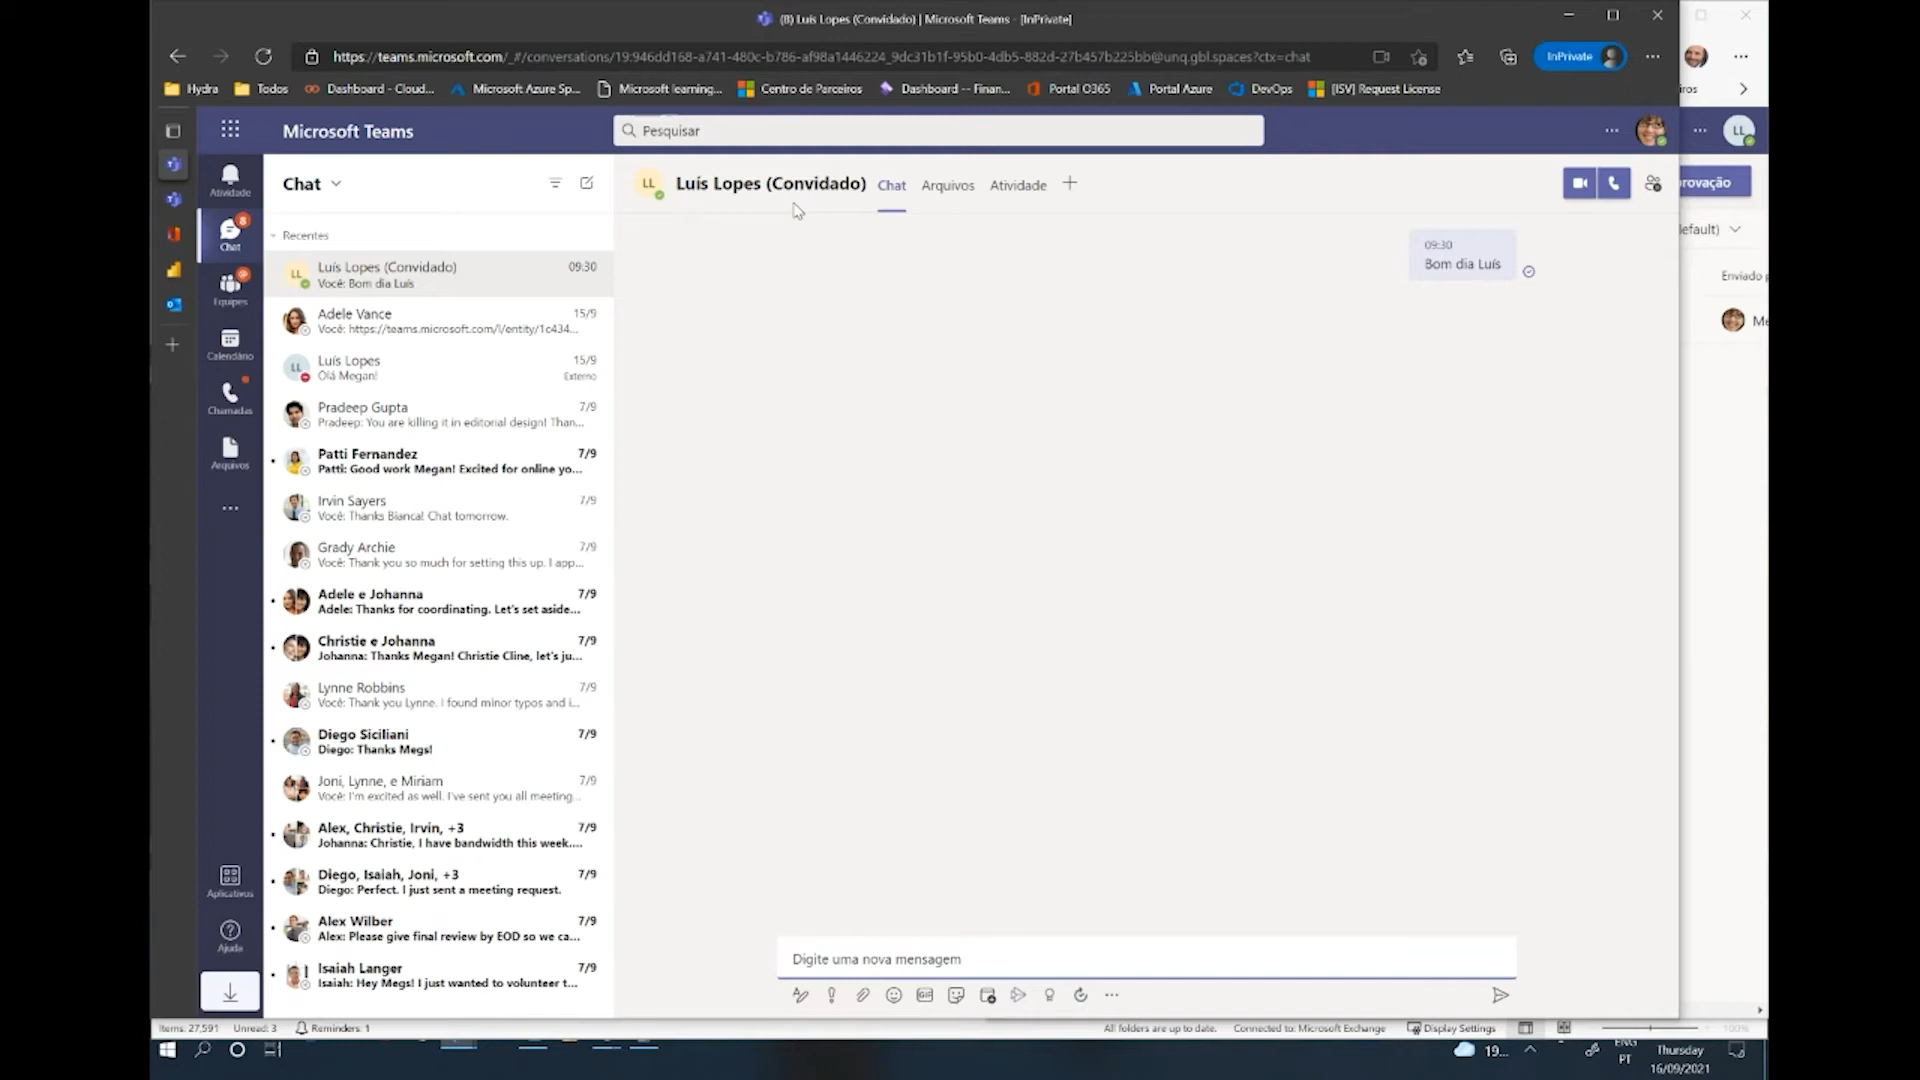 (8) Luís Lopes (Convidado) | Microsoft Teams - [InPrivate]
https://teams.microsoft.com/_#/conversations/19:946dd168-a741-480c-b786-af98a1446224_9dc31b1f-95b0-4db5-882d-27b457b225bb@unq.gbl.spaces?ctx=chat
InPrivate
Hydra
Todos
Dashboard - Cloud...
Microsoft Azure Sp...
Microsoft learning...
Centro de Parceiros
Dashboard -- Finan...
Portal O365
Portal Azure
DevOps
[ISV] Request License
iros
Microsoft Teams
Pesquisar
LL
Atividade
Chat
8
Equipes
Calendário
Chamadas
Arquivos
Aplicativos
Ajuda
Chat
Recentes
LL
Luís Lopes (Convidado) 09:30
Você: Bom dia Luís
Adele Vance 15/9
Você: https://teams.microsoft.com/l/entity/1c434...
LL
Luís Lopes 15/9
Olá Megan! Externo
Pradeep Gupta 7/9
Pradeep: You are killing it in editorial design! Than...
Patti Fernandez 7/9
Patti: Good work Megan! Excited for online yo...
Irvin Sayers 7/9
Você: Thanks Bianca! Chat tomorrow.
Grady Archie 7/9
Você: Thank you so much for setting this up. I app...
Adele e Johanna 7/9
Adele: Thanks for coordinating. Let's set aside...
Christie e Johanna 7/9
Johanna: Thanks Megan! Christie Cline, let's ju...
Lynne Robbins 7/9
Você: Thank you Lynne. I found minor typos and i...
Diego Siciliani 7/9
Diego: Thanks Megs!
Joni, Lynne, e Miriam 7/9
Você: I'm excited as well. I've sent you all meeting...
Alex, Christie, Irvin, +3 7/9
Johanna: Christie, I have bandwidth this week....
Diego, Isaiah, Joni, +3 7/9
Diego: Perfect. I just sent a meeting request.
Alex Wilber 7/9
Alex: Please give final review by EOD so we ca...
Isaiah Langer 7/9
Isaiah: Hey Megs! I just wanted to volunteer t...
LL
Luís Lopes (Convidado)
Chat
Arquivos
Atividade
09:30
Bom dia Luís
rovação
efault)
Enviado p
Me
Digite uma nova mensagem
GIF
Items: 27,591 Unread: 3 Reminders: 1
All folders are up to date. Connected to: Microsoft Exchange Display Settings 100%
19...
ENG
PT
Thursday
16/09/2021